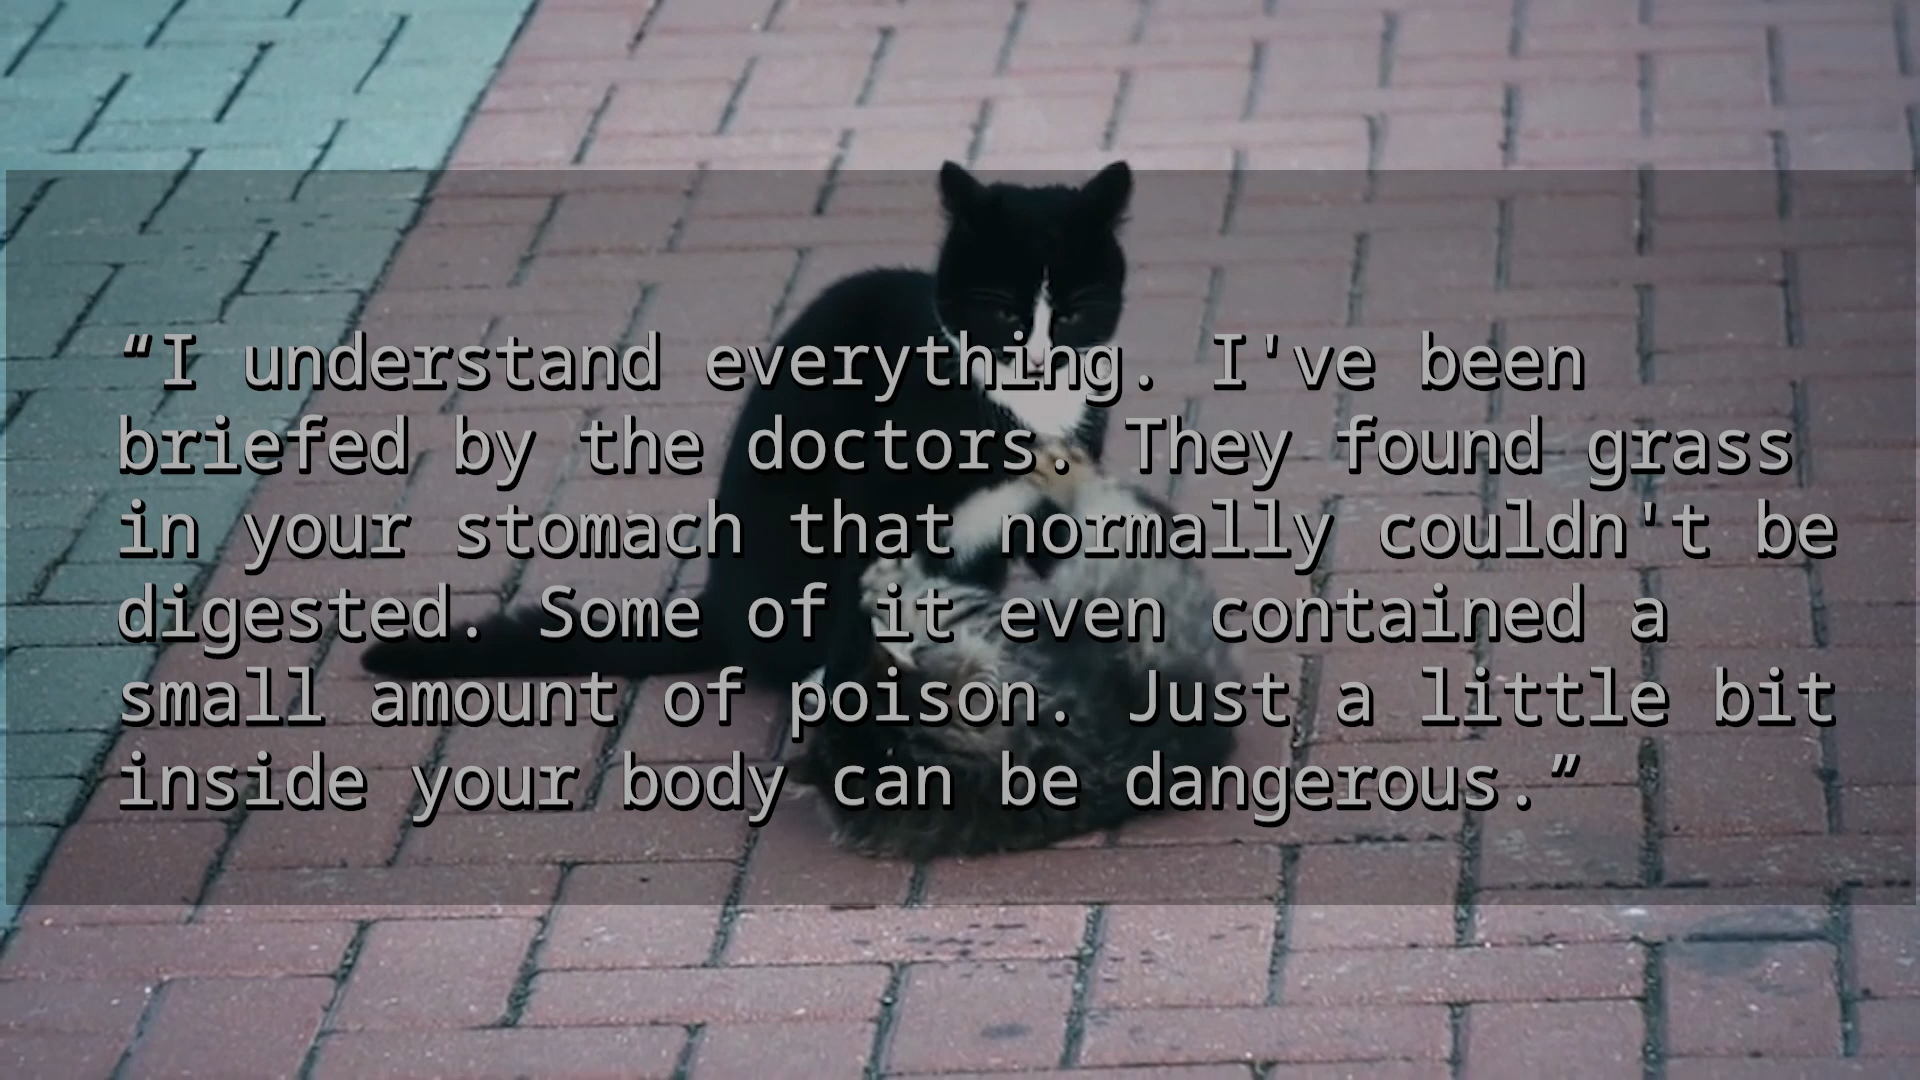 “I understand everything. I've been
briefed by the doctors. They found grass
in your stomach that normally couldn't be
digested. Some of it even contained a
small amount of poison. Just a little bit
inside your body can be dangerous.”